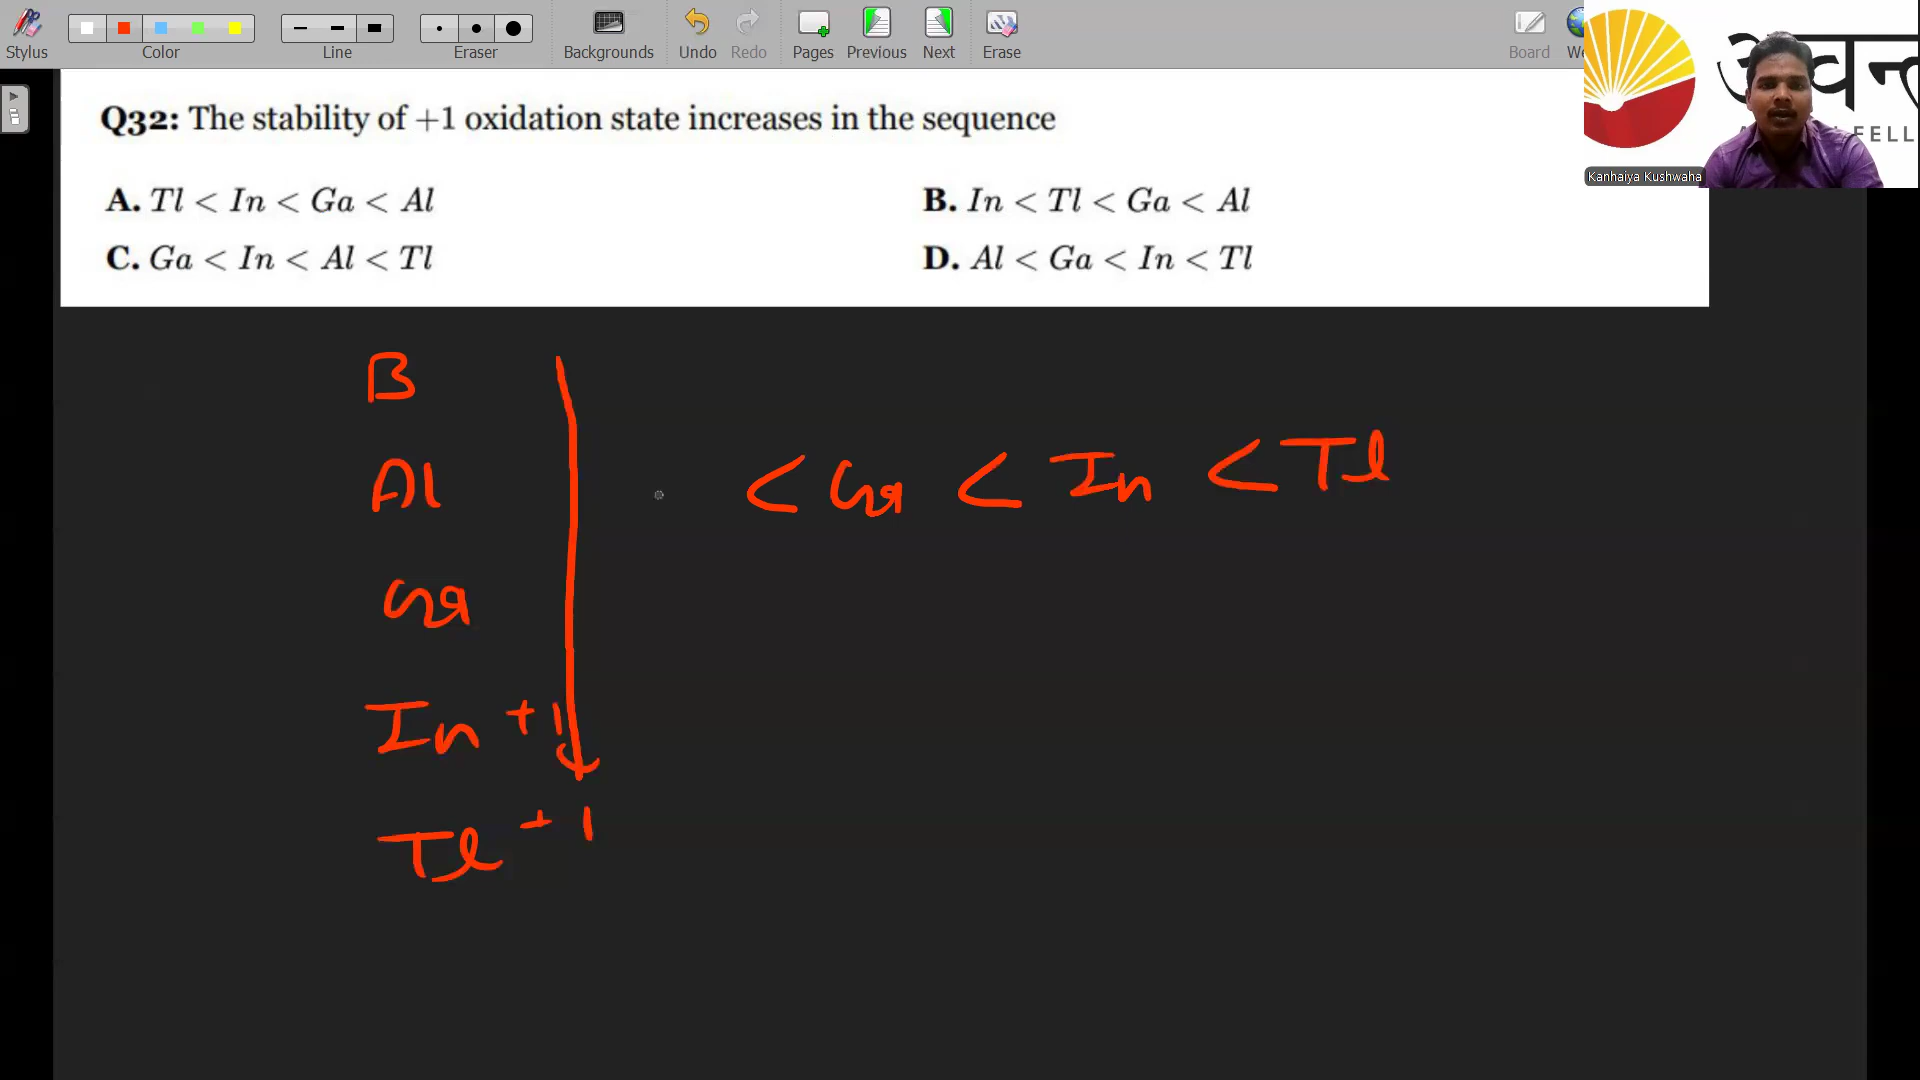 Stylus
Color
Line
Eraser
Backgrounds
Undo
Redo
Pages
Previous
Next
Erase
Board
अवन्त
FELL
Kanhaiya Kushwaha
Q32: The stability of +1 oxidation state increases in the sequence
A. Tl < In < Ga < Al
B. In < Tl < Ga < Al
C. Ga < In < Al < Tl
D. Al < Ga < In < Tl
B
Al
< Ga < In < Tl
Ga
In +1
Tl +1